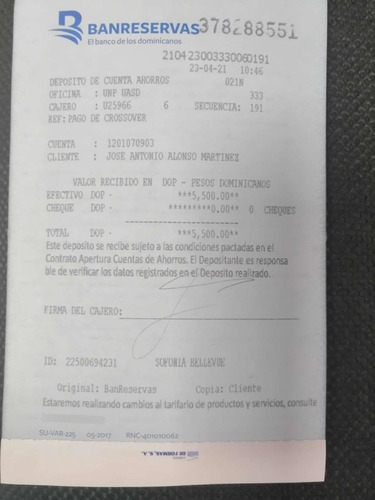 BANRESERVAS 378288551
El banco de los dominicanos
21042300333006D191
23-04-21 10:46
DEPOSITO DE CUENTA AHORROS 021N
OFICINA : UNP UASD 333
CAJERO : U25966 6 SECUENCIA: 191
REF: PAGO DE CROSSOVER
CUENTA : 1201070903
CLIENTE : JOSE ANTONIO ALONSO MARTINEZ
VALOR RECIBIDO EN DOP - PESOS DOMINICANOS
EFECTIVO DOP - ***5,500.00**
CHEQUE DOP - *********0.00** 0 CHEQUES
TOTAL DOP - ***5,500.00**
Este deposito se recibe sujeto a las condiciones pactadas en el
Contrato Apertura Cuentas de Ahorros. El Depositante es responsa
ble de verificar los datos registrados en el Deposito realizado.
FIRMA DEL CAJERO:
ID: 22500694231 SOFONIA BELLEVUE
Original: BanReservas Copia: Cliente
Estaremos realizando cambios al tarifario de productos y servicios, consulte
SU-VAR-225 05-2017 RNC-401010062
DE FORMAS, S. A.